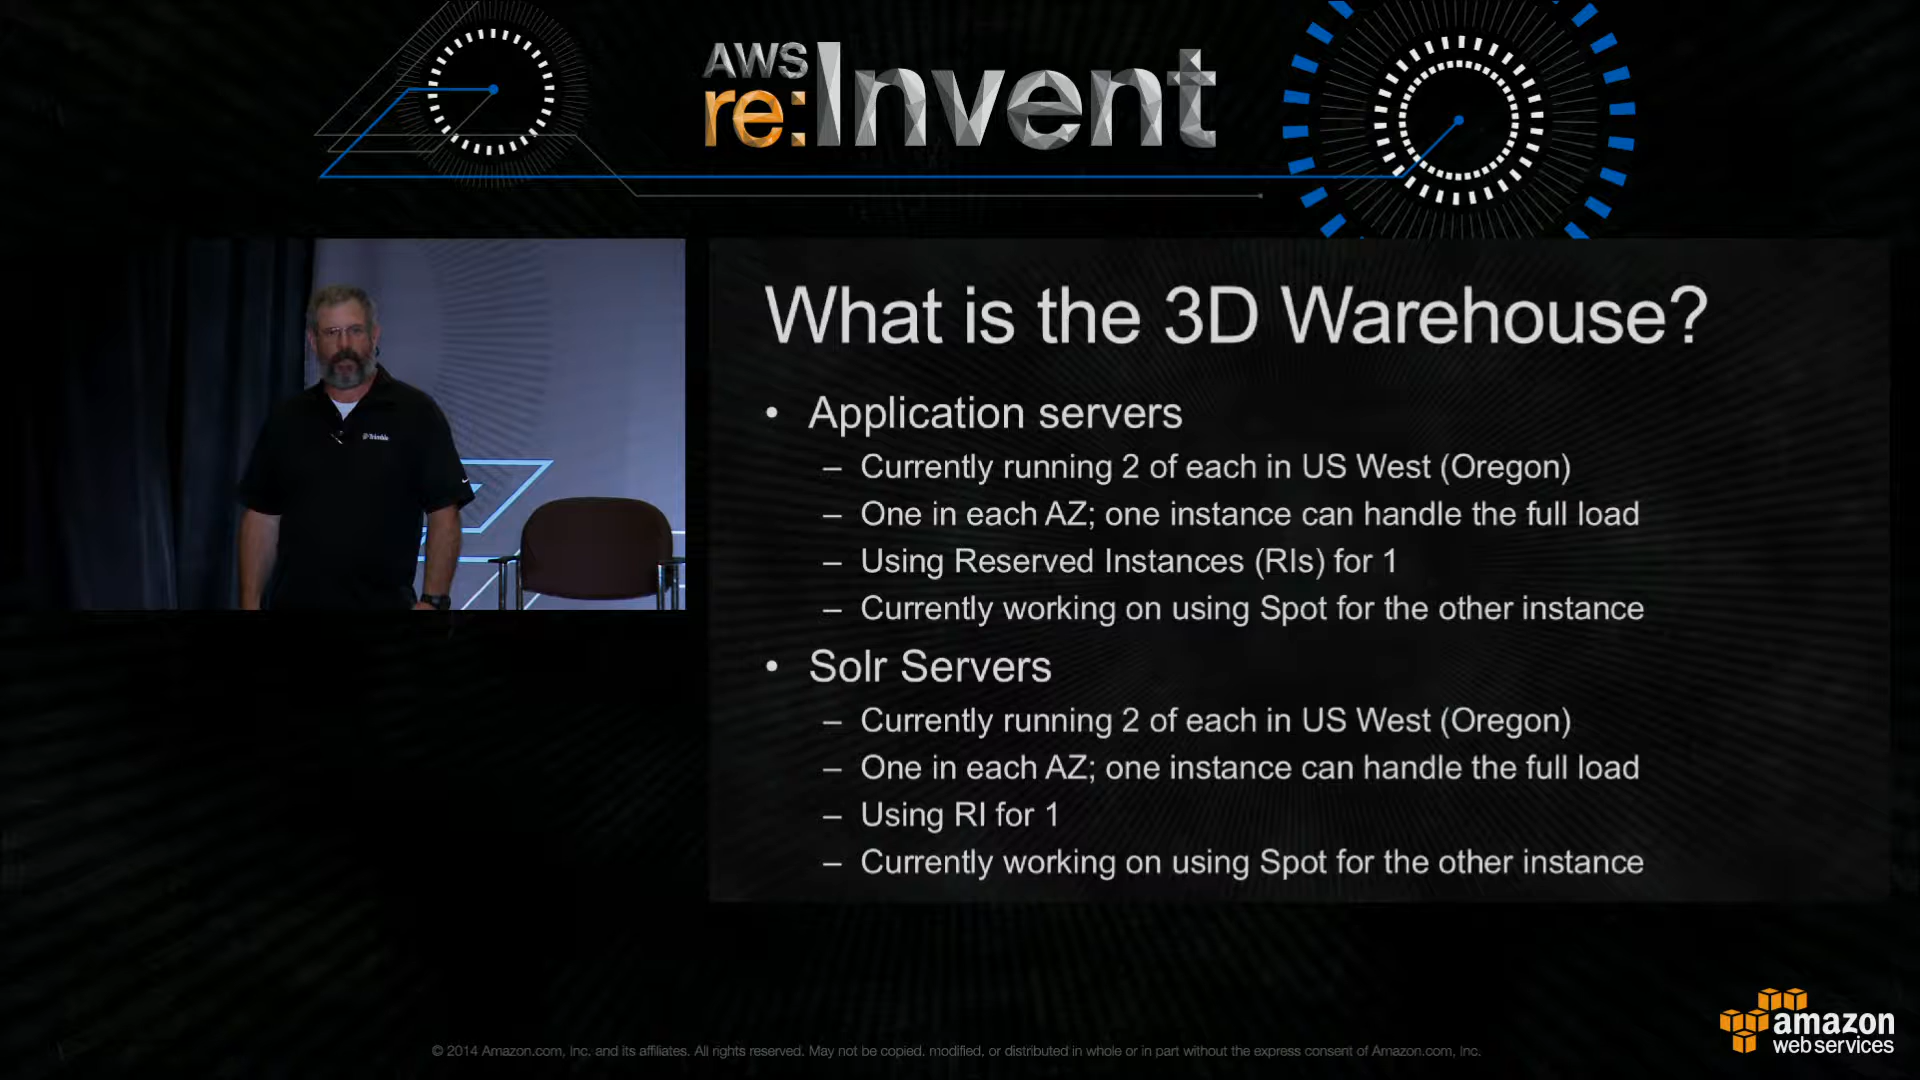 AWS
re:Invent
What is the 3D Warehouse?
• Application servers
– Currently running 2 of each in US West (Oregon)
– One in each AZ; one instance can handle the full load
– Using Reserved Instances (RIs) for 1
– Currently working on using Spot for the other instance
• Solr Servers
– Currently running 2 of each in US West (Oregon)
– One in each AZ; one instance can handle the full load
– Using RI for 1
– Currently working on using Spot for the other instance
Trimble
amazon
web services
© 2014 Amazon.com, Inc. and its affiliates. All rights reserved. May not be copied, modified, or distributed in whole or in part without the express consent of Amazon.com, Inc.